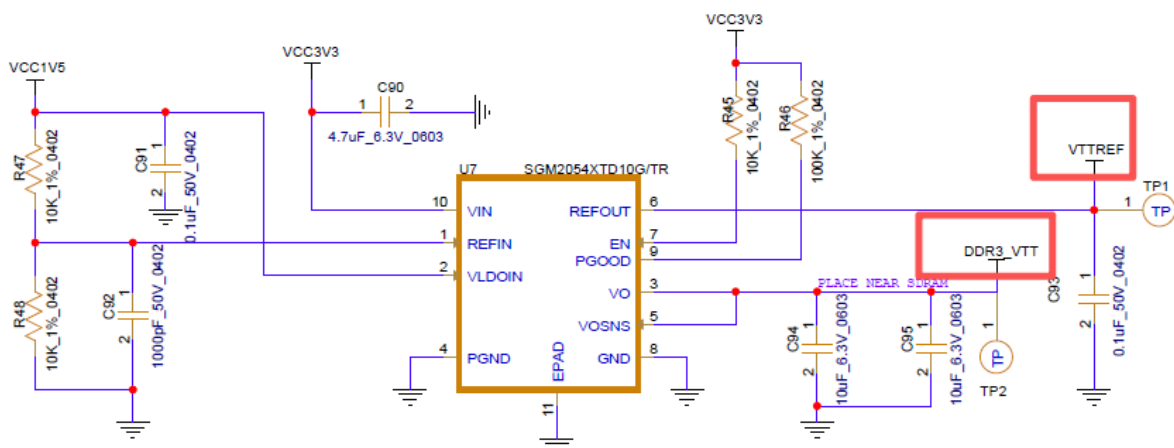 VCC1V5
R47
10K_1%_0402
C91
1
2
0.1uF_50V_0402
R48
10K_1%_0402
C92
1
2
1000pF_50V_0402
VCC3V3
C90
1
2
4.7uF_6.3V_0603
VCC3V3
R45
10K_1%_0402
R46
100K_1%_0402
U7
SGM2054XTD10G/TR
10
VIN
1
REFIN
2
VLDOIN
4
PGND
EPAD
11
REFOUT
6
EN
7
PGOOD
9
VO
3
VOSNS
5
GND
8
PLACE NEAR SDRAM
C94
1
2
10uF_6.3V_0603
C95
1
2
10uF_6.3V_0603
DDR3_VTT
1
TP
TP2
VTTREF
1
TP1
TP
C93
1
2
0.1uF_50V_0402